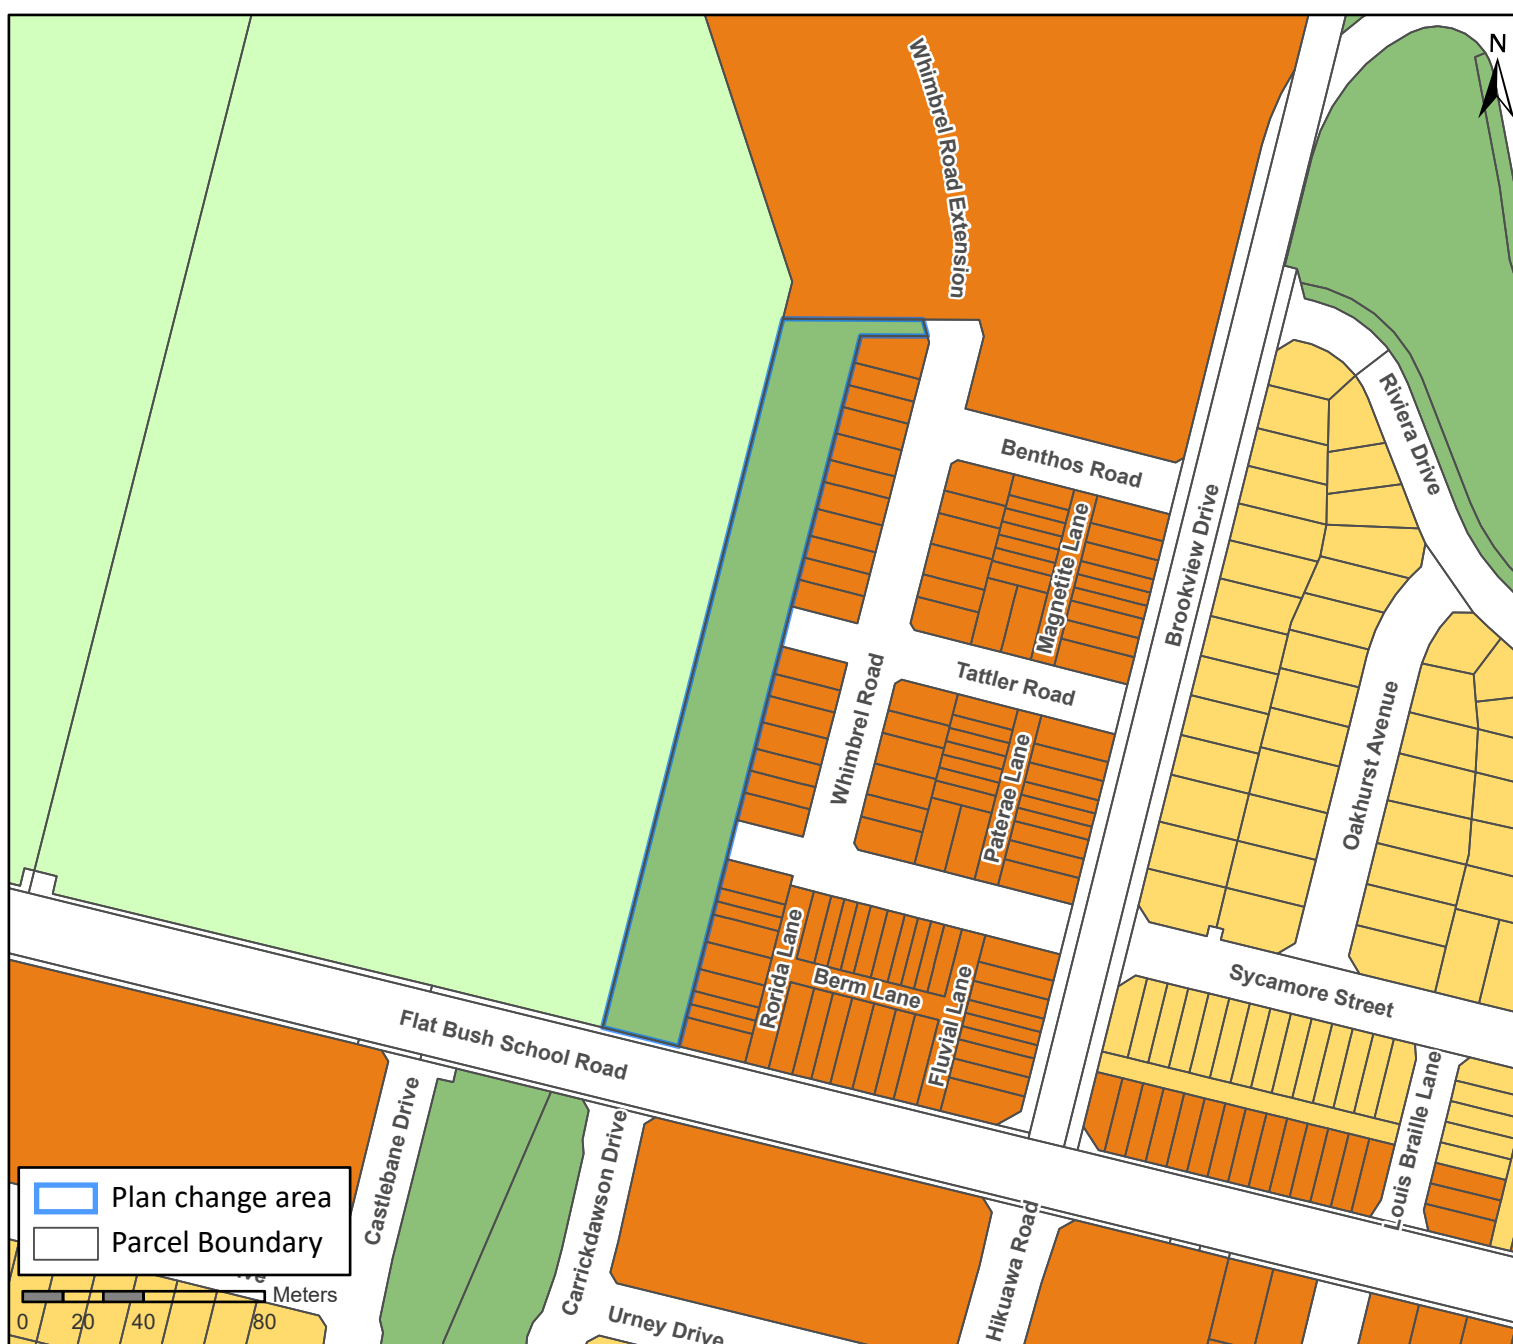 N
Whimbrel Road Extension
Riviera Drive
Benthos Road
Magnetite Lane
Brookview Drive
Tattler Road
Whimbrel Road
Oakhurst Avenue
Paterae Lane
Rorida Lane
Berm Lane
Fluvial Lane
Sycamore Street
Flat Bush School Road
Castlebane Drive
Carrickdawson Drive
Louis Braille Lane
Hikuawa Road
Urney Drive
Plan change area
Parcel Boundary
Meters
0 20 40 80